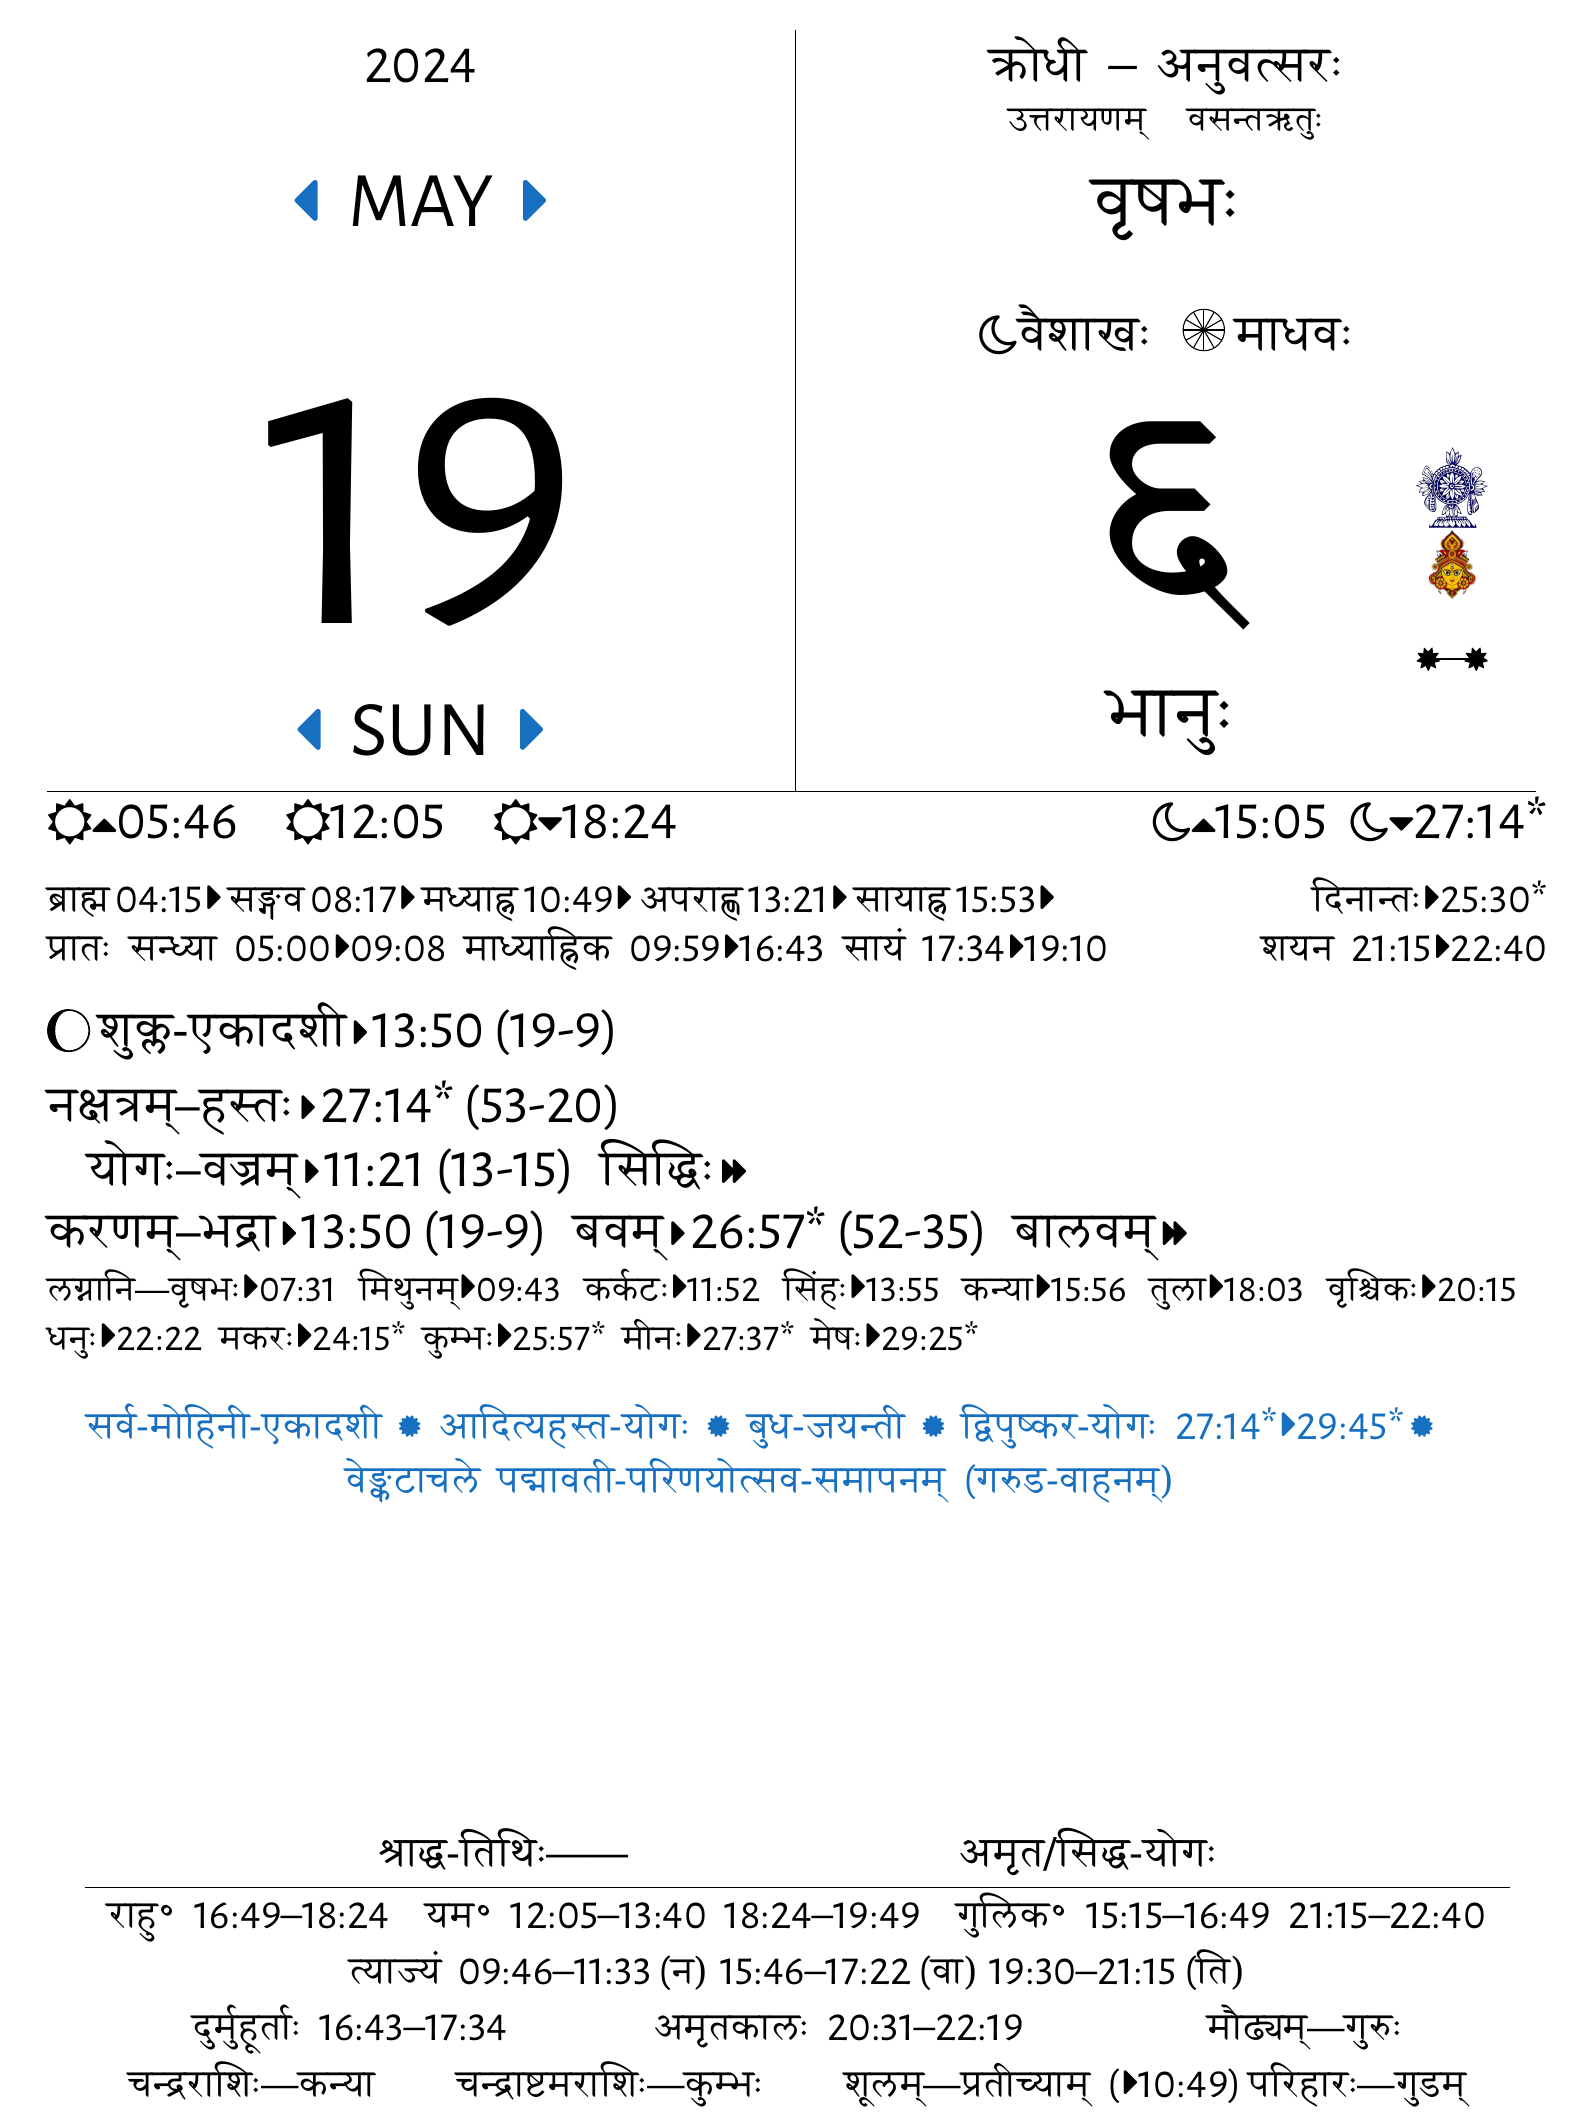 2024
MAY
19
SUN
क्रोधी – अनुवत्सरः
उत्तरायणम् वसन्तऋतुः
वृषभः
वैशाखः माधवः
६
भानुः
05:46 12:05 18:24 15:05 27:14*
ब्राह्म 04:15 सङ्गव 08:17 मध्याह्न 10:49 अपराह्ण 13:21 सायाह्न 15:53 दिनान्तः 25:30*
प्रातः सन्ध्या 05:00 09:08 माध्याह्निक 09:59 16:43 सायं 17:34 19:10 शयन 21:15 22:40
शुक्ल-एकादशी 13:50 (19-9)
नक्षत्रम्–हस्तः 27:14* (53-20)
योगः–वज्रम् 11:21 (13-15) सिद्धिः
करणम्–भद्रा 13:50 (19-9) बवम् 26:57* (52-35) बालवम्
लग्नानि—वृषभः 07:31 मिथुनम् 09:43 कर्कटः 11:52 सिंहः 13:55 कन्या 15:56 तुला 18:03 वृश्चिकः 20:15
धनुः 22:22 मकरः 24:15* कुम्भः 25:57* मीनः 27:37* मेषः 29:25*
सर्व-मोहिनी-एकादशी ✹ आदित्यहस्त-योगः ✹ बुध-जयन्ती ✹ द्विपुष्कर-योगः 27:14* 29:45* ✹
वेङ्कटाचले पद्मावती-परिणयोत्सव-समापनम् (गरुड-वाहनम्)
श्राद्ध-तिथिः—— अमृत/सिद्ध-योगः
राहु॰ 16:49–18:24 यम॰ 12:05–13:40 18:24–19:49 गुलिक॰ 15:15–16:49 21:15–22:40
त्याज्यं 09:46–11:33 (न) 15:46–17:22 (वा) 19:30–21:15 (ति)
दुर्मुहूर्ताः 16:43–17:34 अमृतकालः 20:31–22:19 मौढ्यम्—गुरुः
चन्द्रराशिः—कन्या चन्द्राष्टमराशिः—कुम्भः शूलम्—प्रतीच्याम् ( 10:49) परिहारः—गुडम्